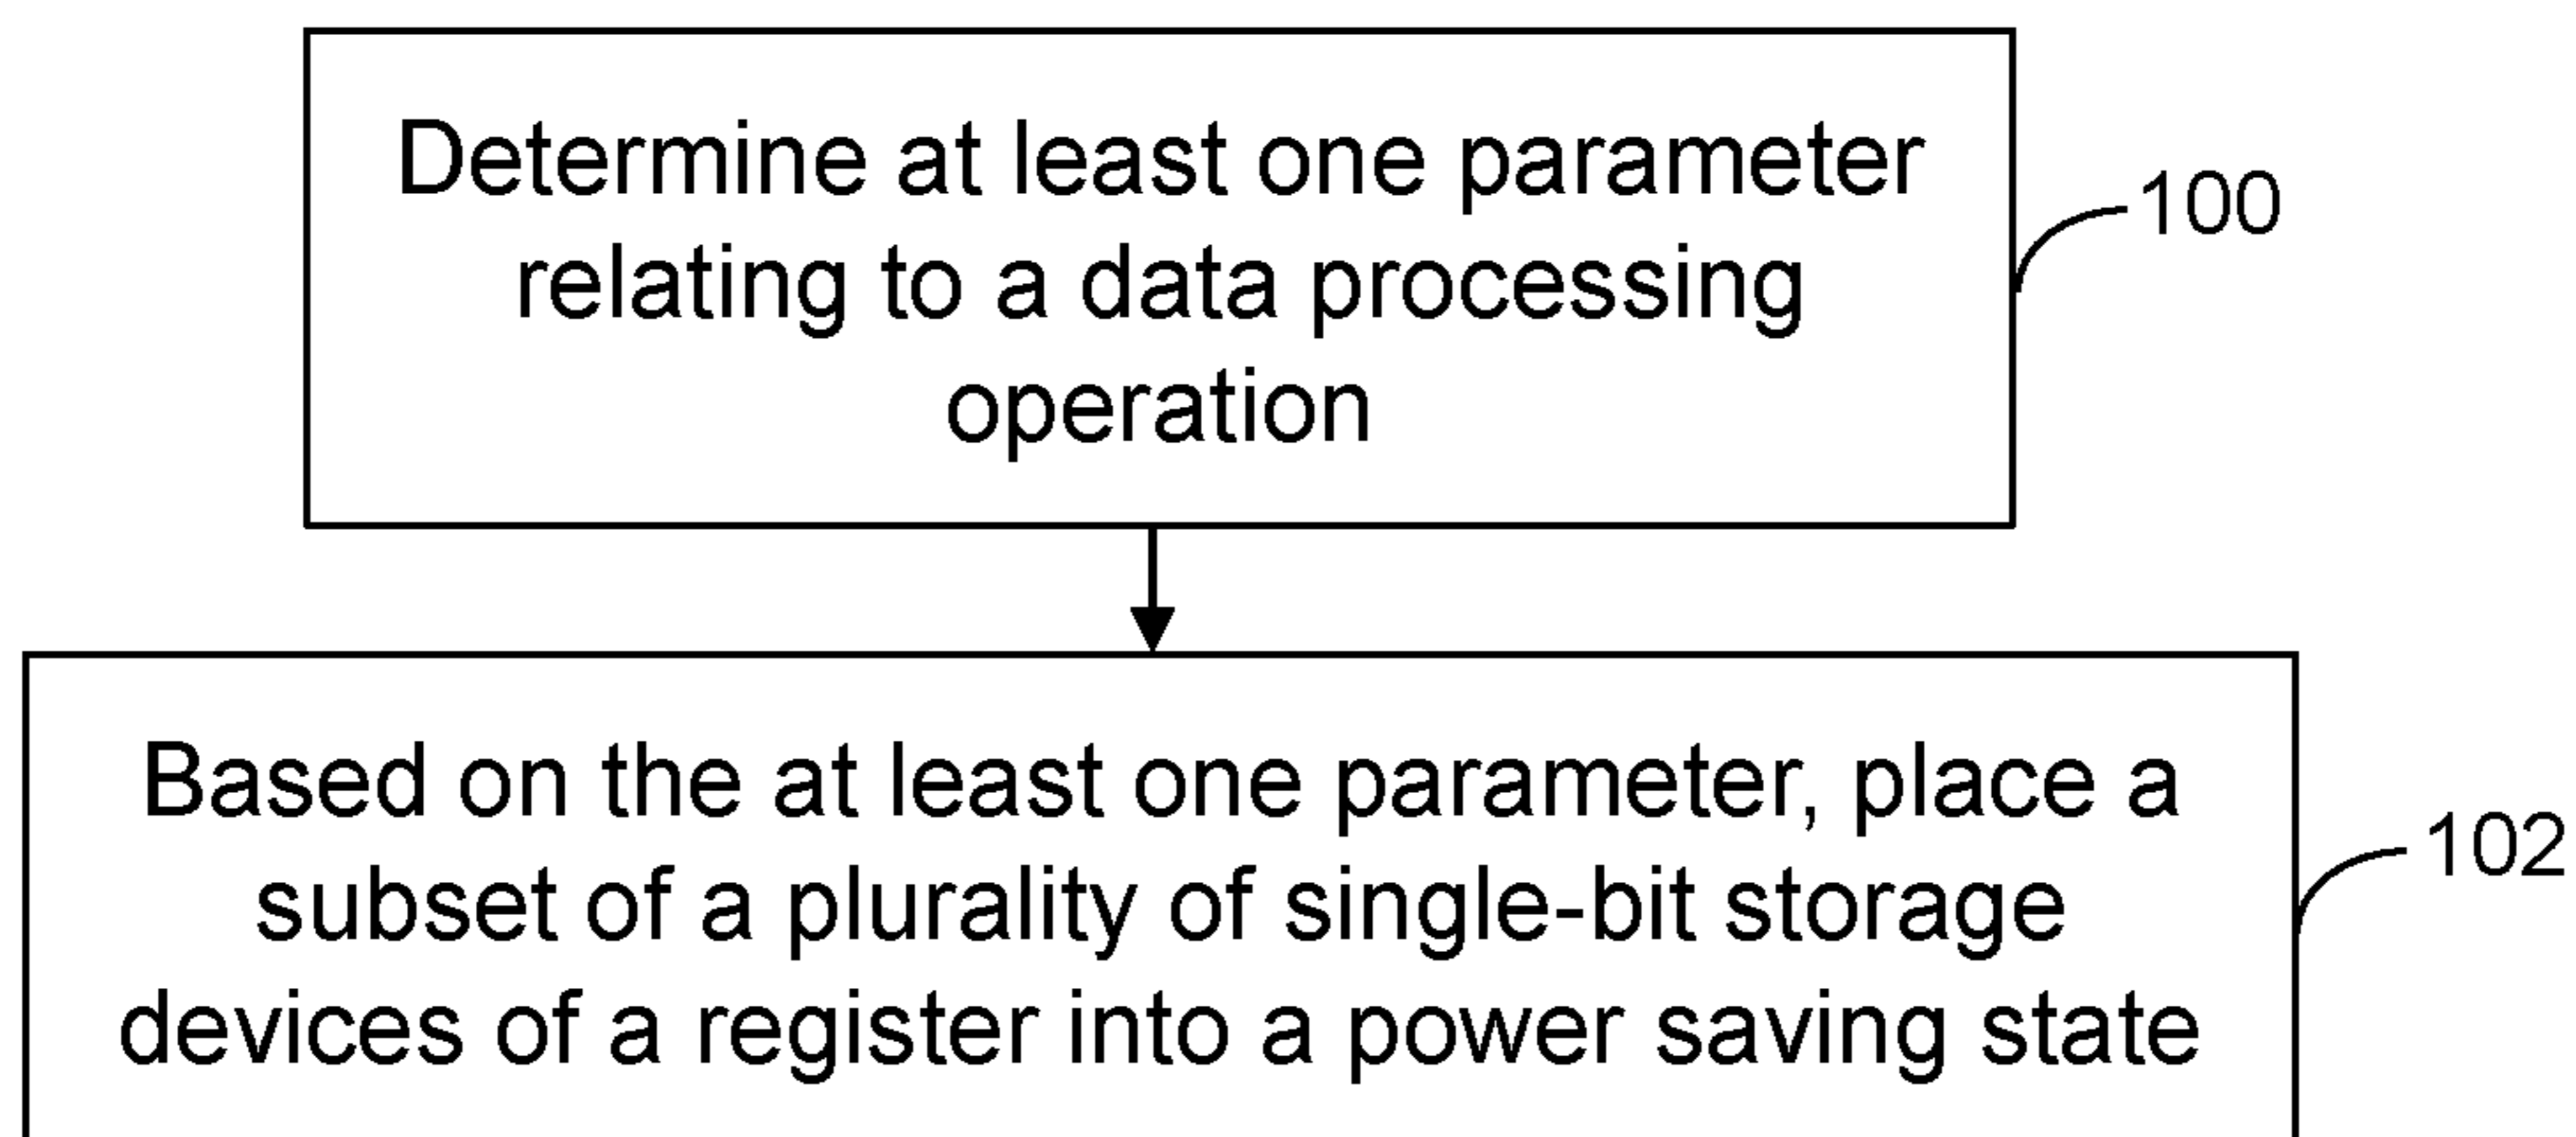 Determine at least one parameter
relating to a data processing
operation
100
Based on the at least one parameter, place a
subset of a plurality of single-bit storage
devices of a register into a power saving state
102